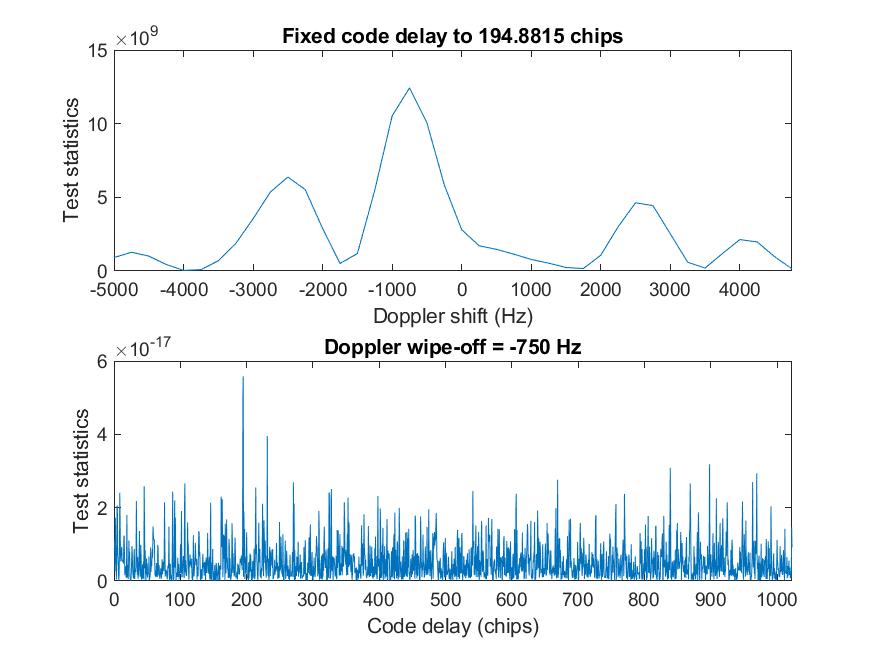 ×10^9
Fixed code delay to 194.8815 chips
15
10
5
0
Test statistics
-5000 -4000 -3000 -2000 -1000 0 1000 2000 3000 4000
Doppler shift (Hz)
×10^-17
Doppler wipe-off = -750 Hz
6
4
2
0
Test statistics
0 100 200 300 400 500 600 700 800 900 1000
Code delay (chips)